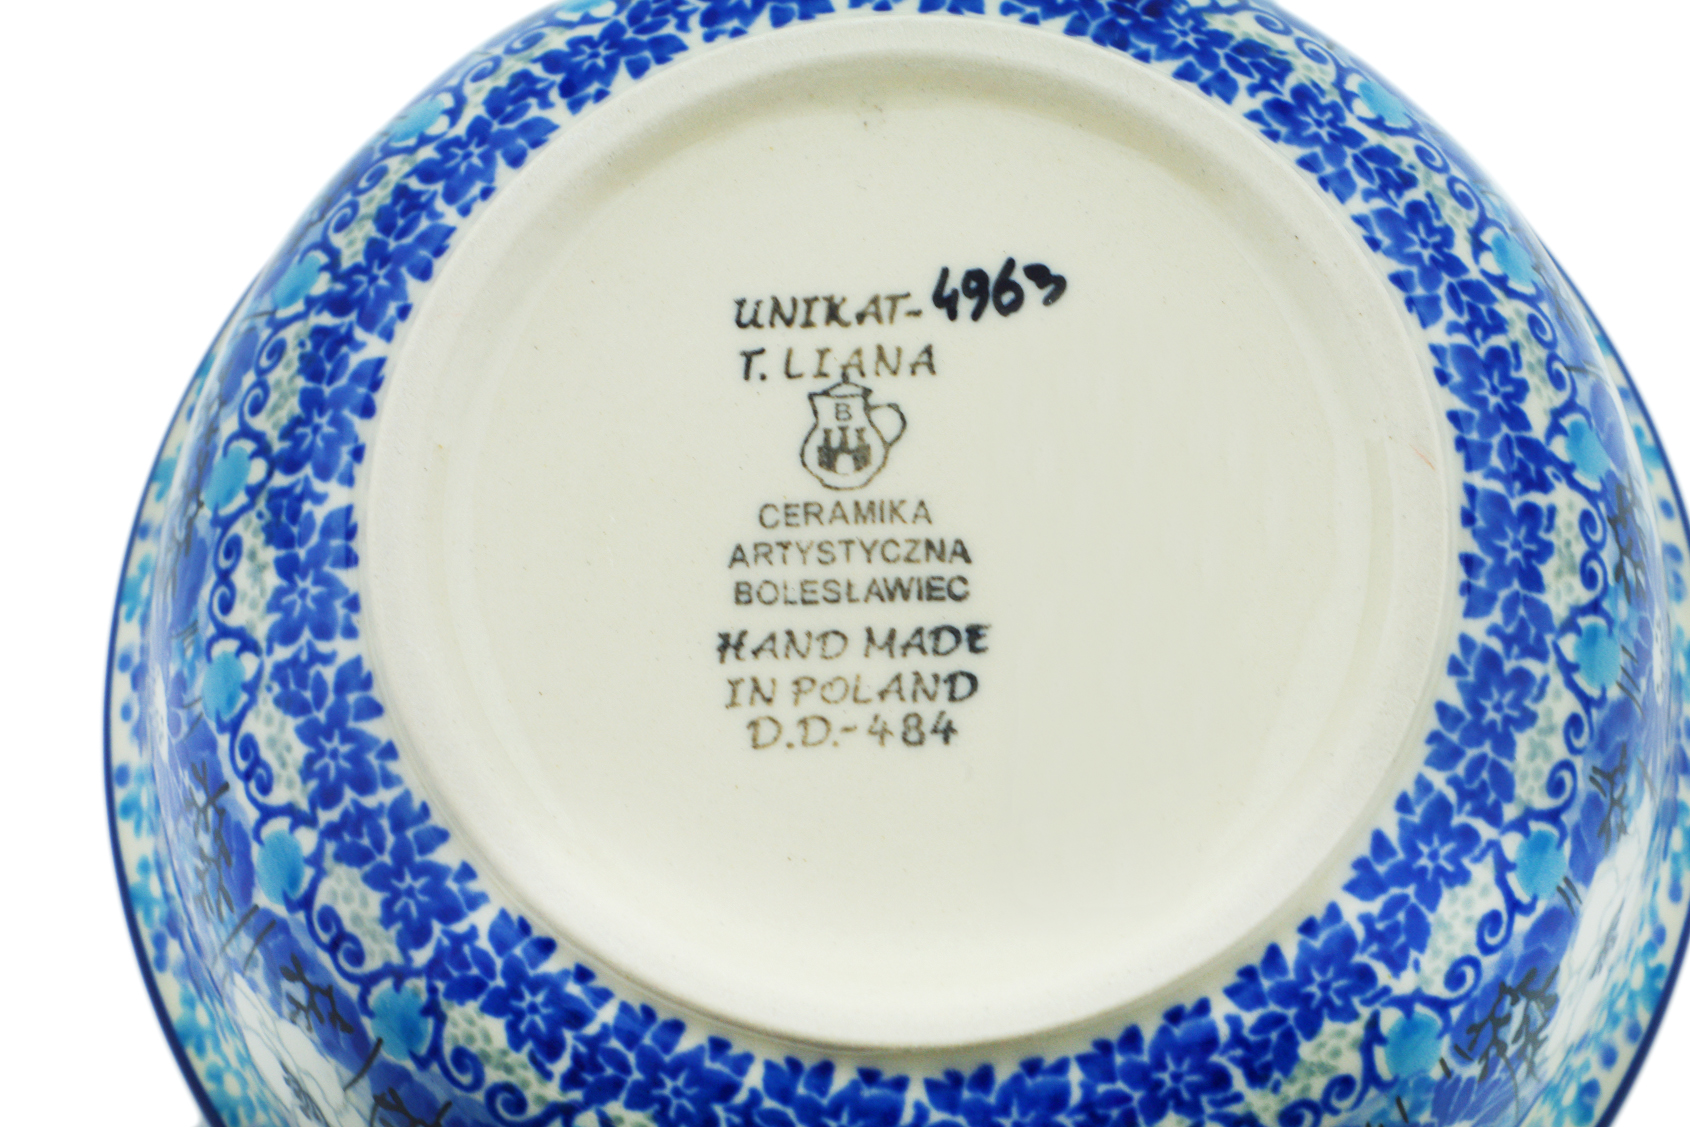 UNIKAT-4963
T. LIANA
B
CERAMIKA
ARTYSTYCZNA
BOLESŁAWIEC
HAND MADE
IN POLAND
D.D.-484